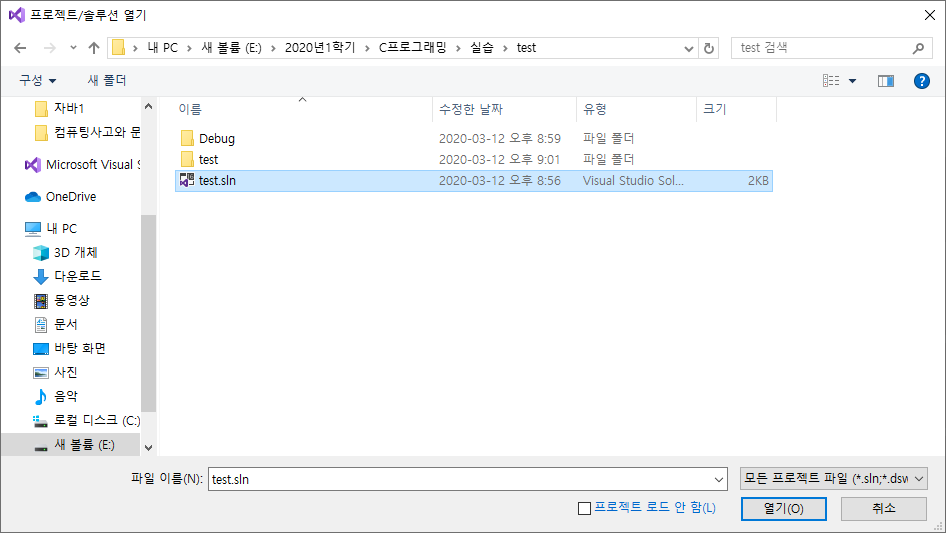 프로젝트/솔루션 열기
내 PC > 새 볼륨 (E:) > 2020년1학기 > C프로그래밍 > 실습 > test
test 검색
구성
새 폴더
자바1
컴퓨팅사고와 문
Microsoft Visual S
OneDrive
내 PC
3D 개체
다운로드
동영상
문서
바탕 화면
사진
음악
로컬 디스크 (C:)
새 볼륨 (E:)
이름 수정한 날짜 유형 크기
Debug 2020-03-12 오후 8:59 파일 폴더
test 2020-03-12 오후 9:01 파일 폴더
test.sln 2020-03-12 오후 8:56 Visual Studio Sol... 2KB
파일 이름(N): test.sln
모든 프로젝트 파일 (*.sln;*.dsw
프로젝트 로드 안 함(L)
열기(O) 취소